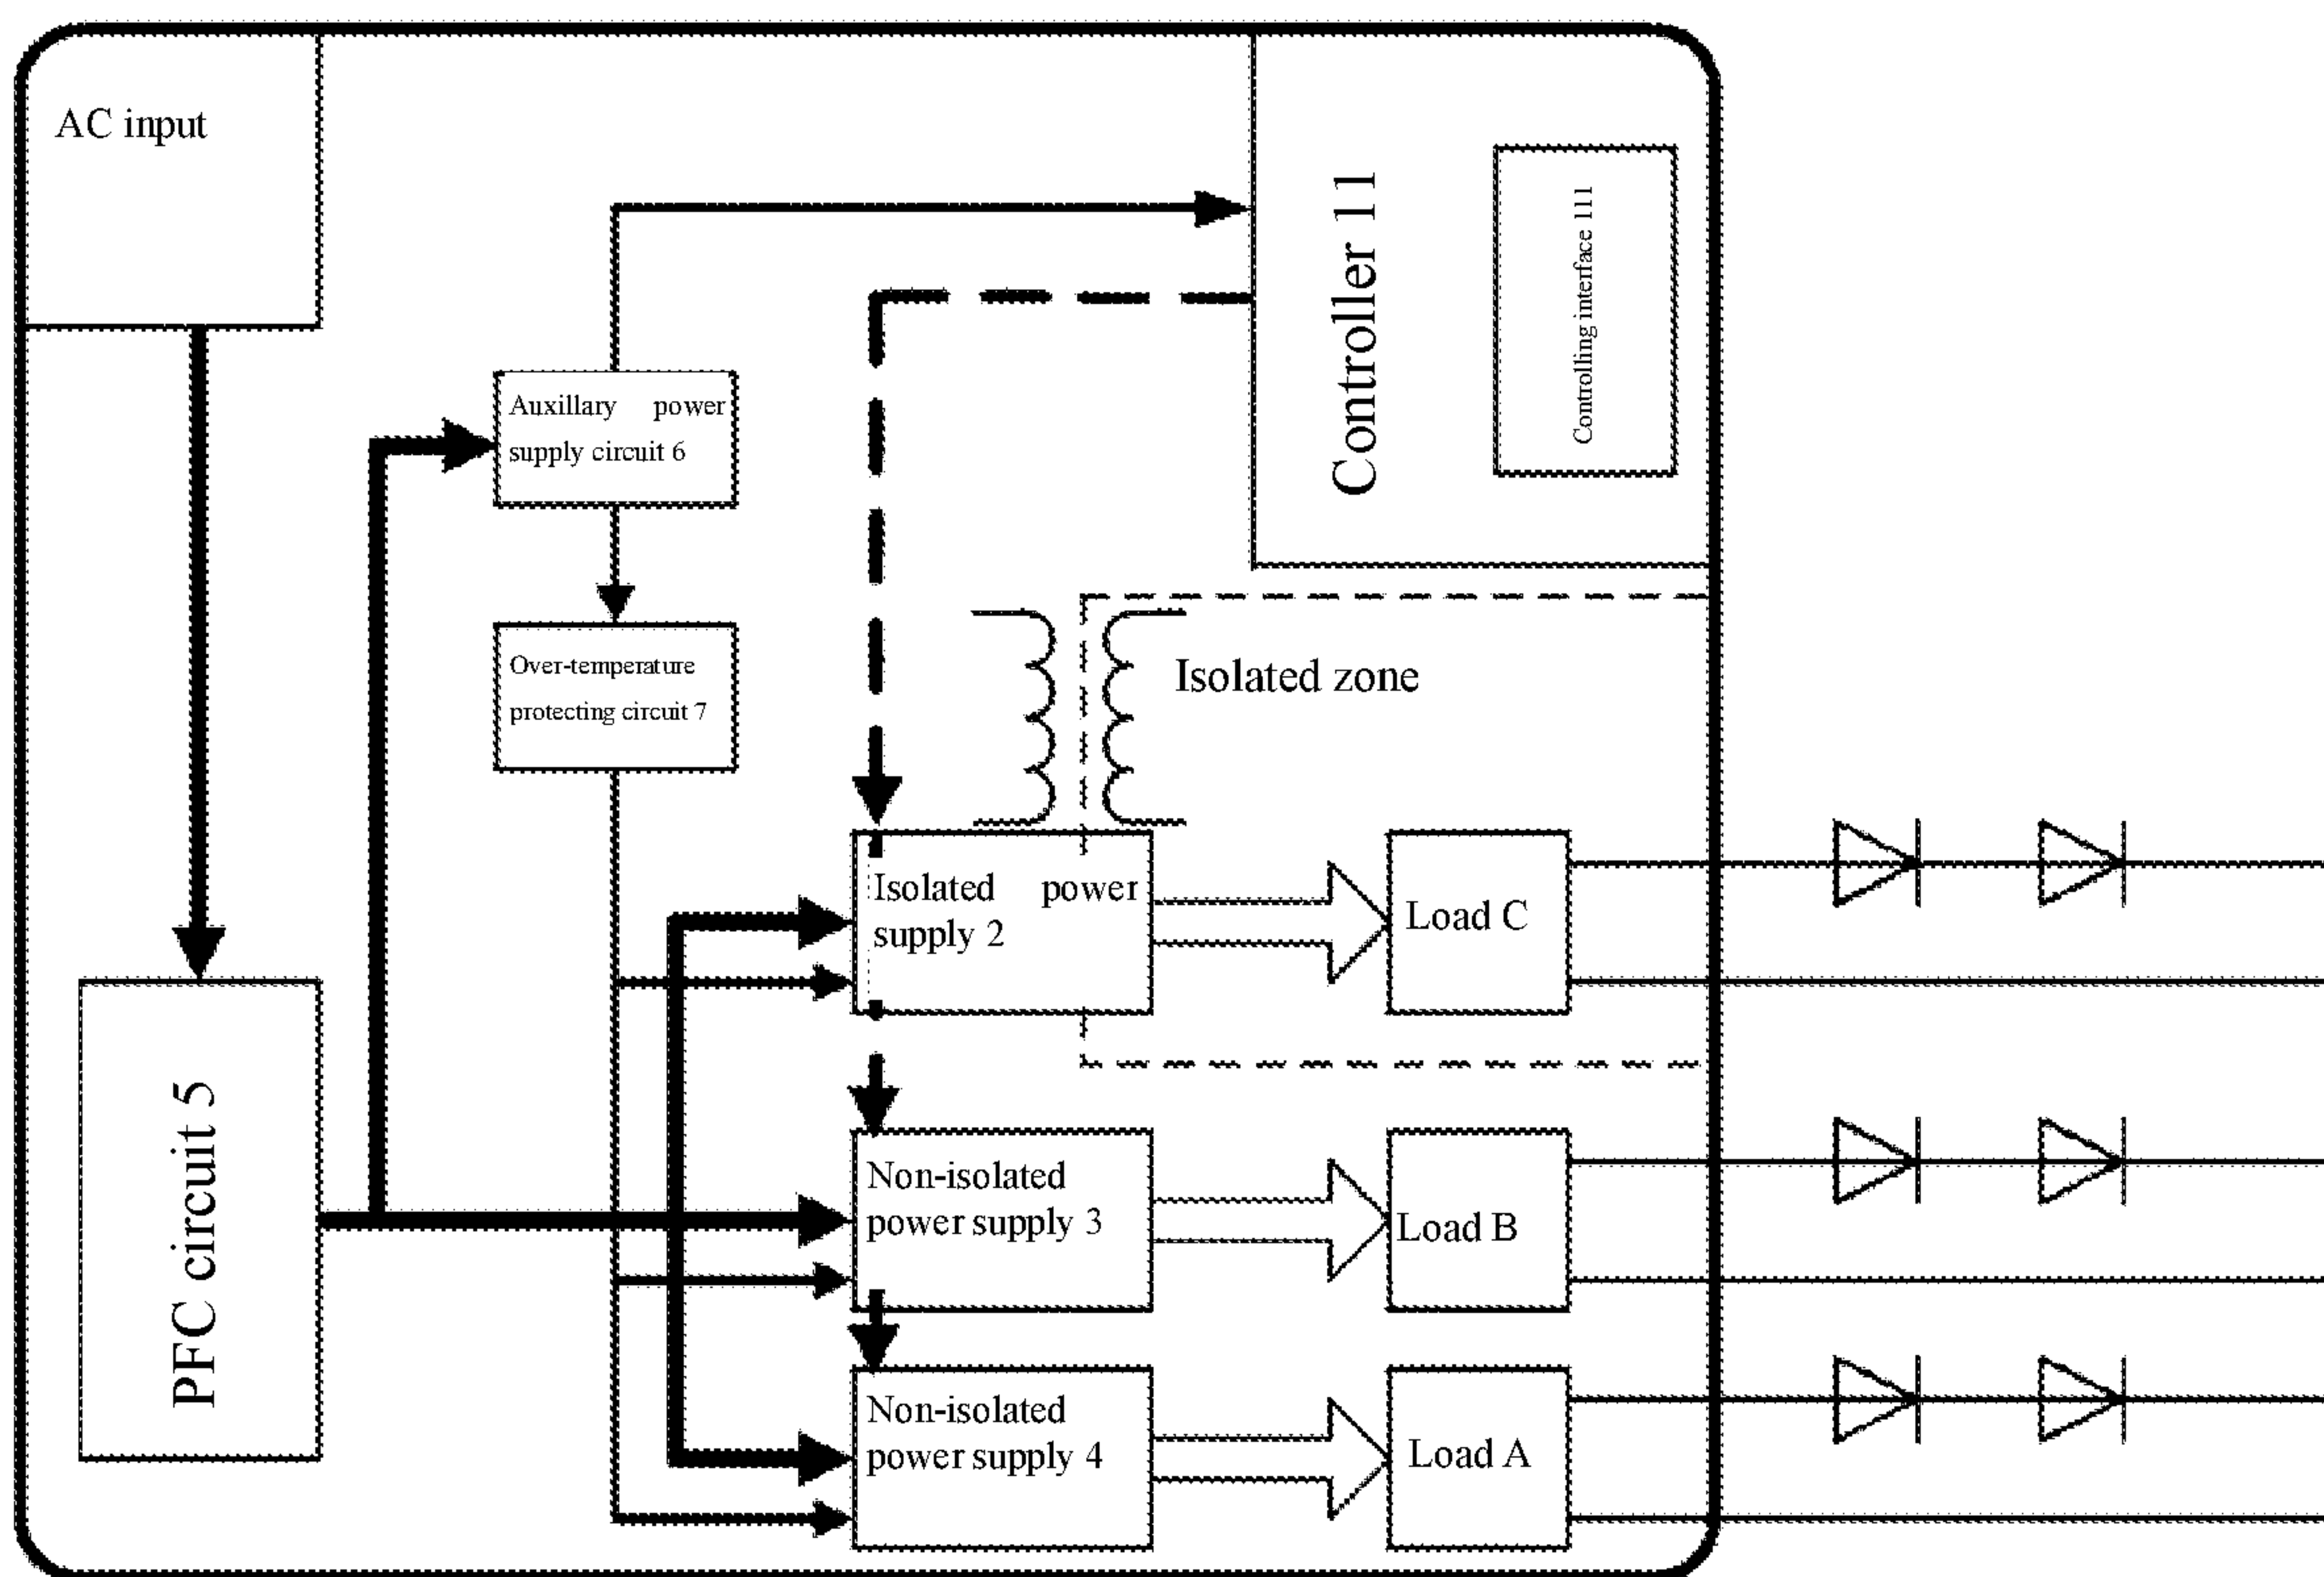 AC input
Controller 11
Controlling interface 111
Auxillary power
supply circuit 6
Over-temperature
protecting circuit 7
Isolated zone
Isolated power
supply 2
Load C
PFC circuit 5
Non-isolated
power supply 3
Load B
Non-isolated
power supply 4
Load A